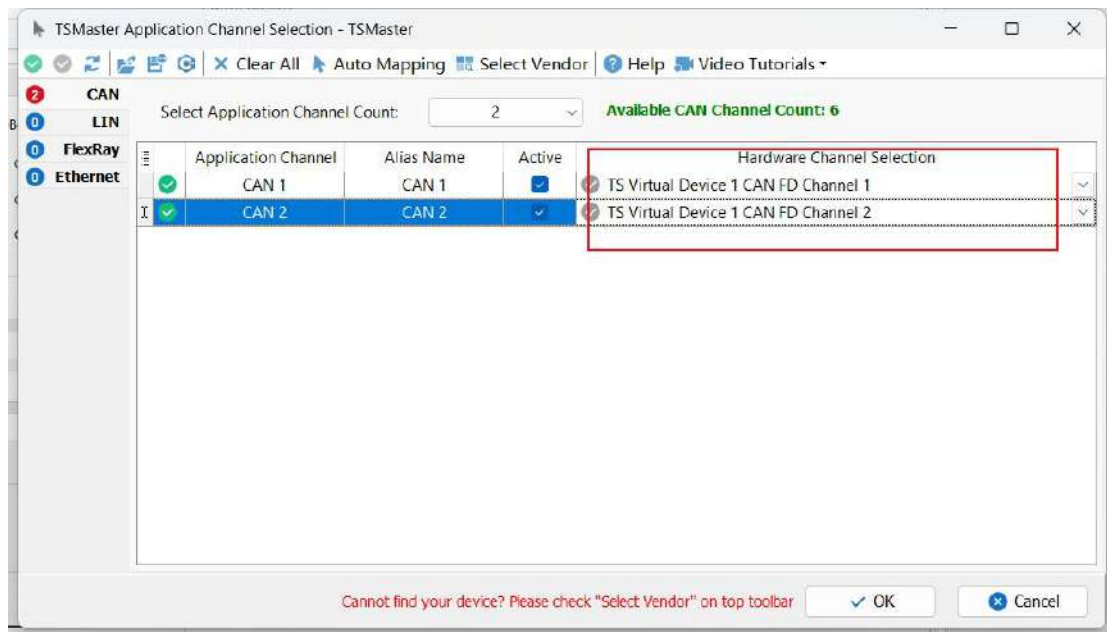 TSMaster Application Channel Selection - TSMaster
Clear All Auto Mapping Select Vendor Help Video Tutorials
2 CAN
0 LIN
0 FlexRay
0 Ethernet
Select Application Channel Count: 2 Available CAN Channel Count: 6
Application Channel Alias Name Active Hardware Channel Selection
CAN 1 CAN 1 TS Virtual Device 1 CAN FD Channel 1
CAN 2 CAN 2 TS Virtual Device 1 CAN FD Channel 2
Cannot find your device? Please check "Select Vendor" on top toolbar OK Cancel